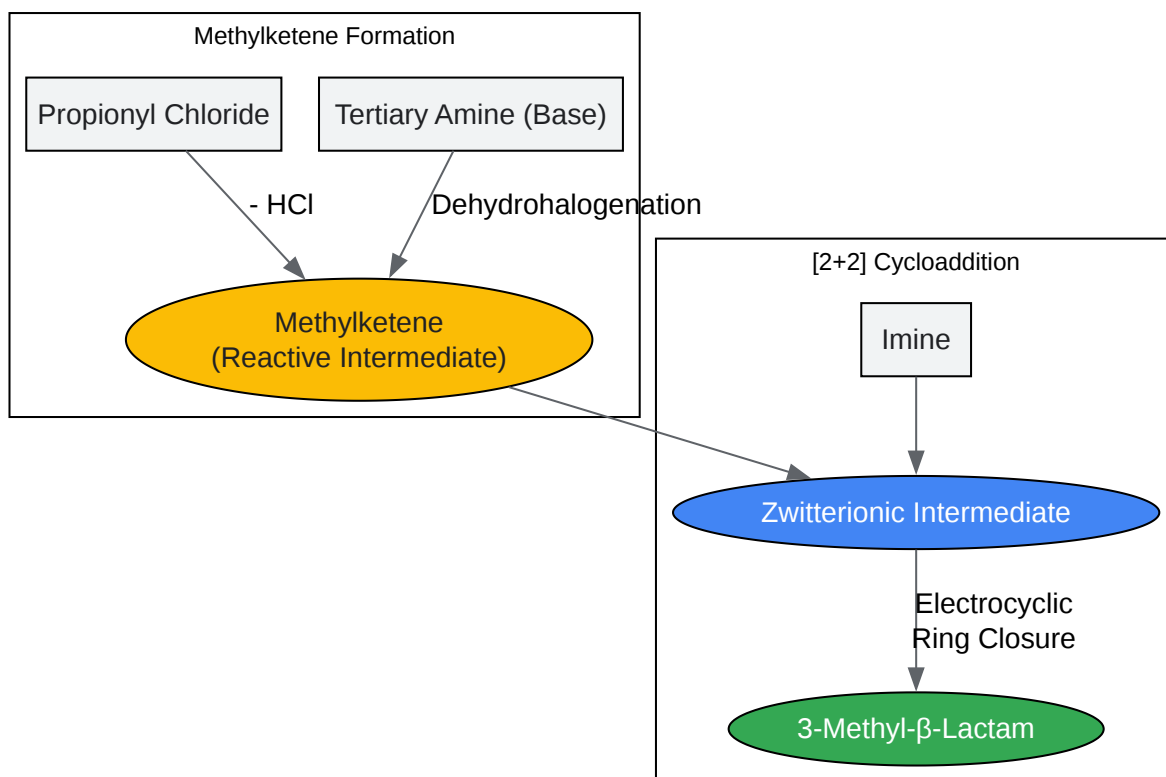 Methylketene Formation
Propionyl Chloride
Tertiary Amine (Base)
- HCl
Dehydrohalogenation
Methylketene
(Reactive Intermediate)
[2+2] Cycloaddition
Imine
Zwitterionic Intermediate
Electrocyclic
Ring Closure
3-Methyl-β-Lactam